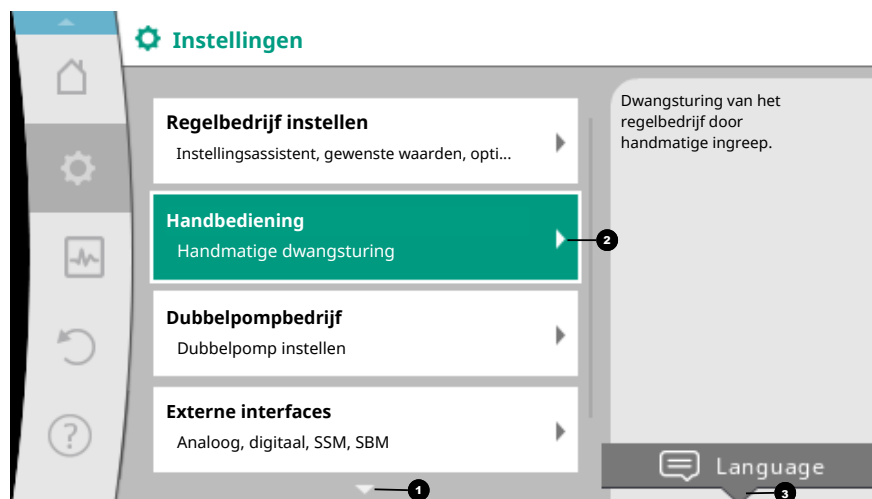 Instellingen
Regelbedrijf instellen
Instellingsassistent, gewenste waarden, opti...
Handbediening
Handmatige dwangsturing
2
Dubbelpompbedrijf
Dubbelpomp instellen
Externe interfaces
Analoog, digitaal, SSM, SBM
1
Dwangsturing van het
regelbedrijf door
handmatige ingreep.
Language
3
?